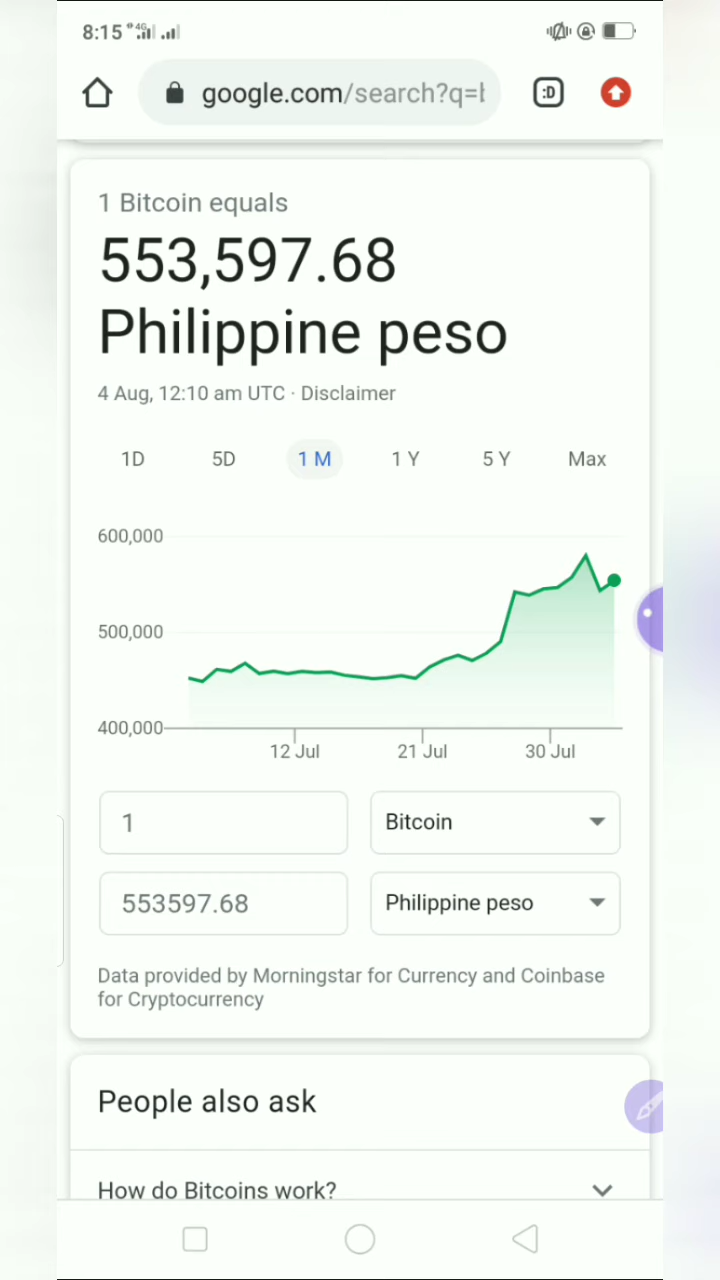 8:15 4G
google.com/search?q=
:D
1 Bitcoin equals
553,597.68
Philippine peso
4 Aug, 12:10 am UTC · Disclaimer
1D 5D 1 M 1 Y 5 Y Max
600,000
500,000
400,000
12 Jul 21 Jul 30 Jul
1 Bitcoin
553597.68 Philippine peso
Data provided by Morningstar for Currency and Coinbase
for Cryptocurrency
People also ask
How do Bitcoins work?